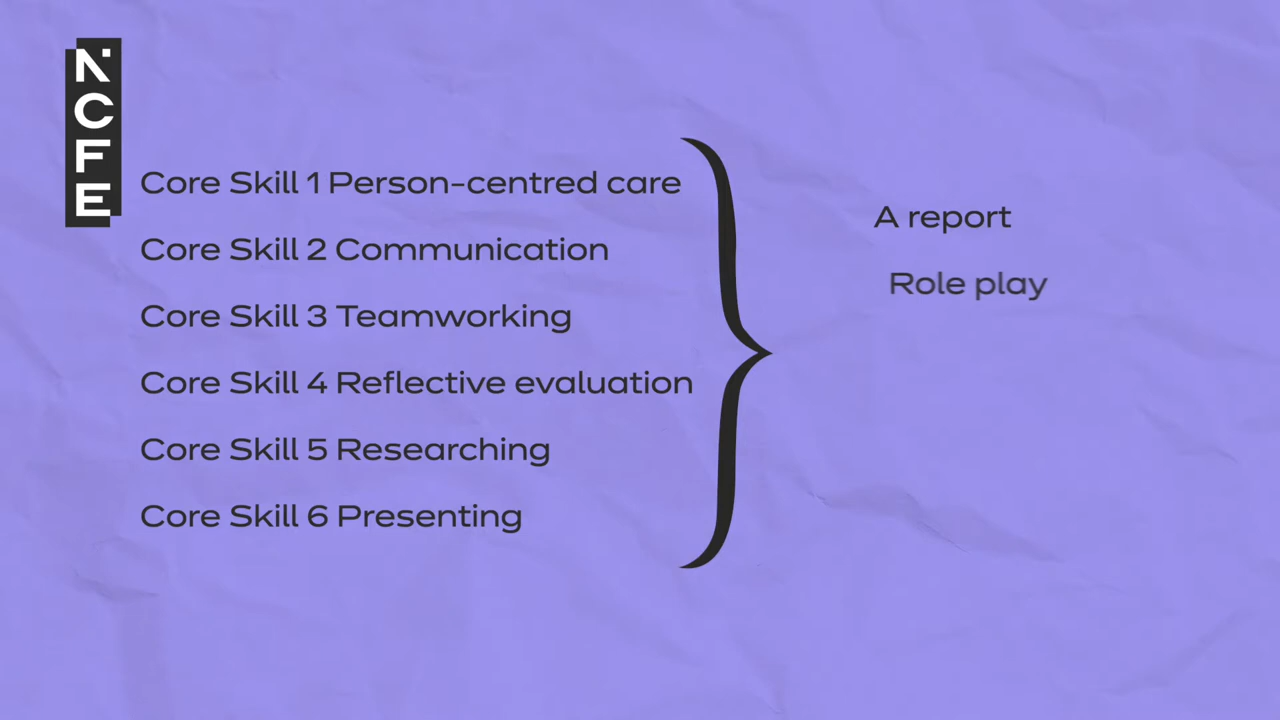 NCFE
Core Skill 1 Person-centred care
Core Skill 2 Communication
Core Skill 3 Teamworking
Core Skill 4 Reflective evaluation
Core Skill 5 Researching
Core Skill 6 Presenting
A report
Role play